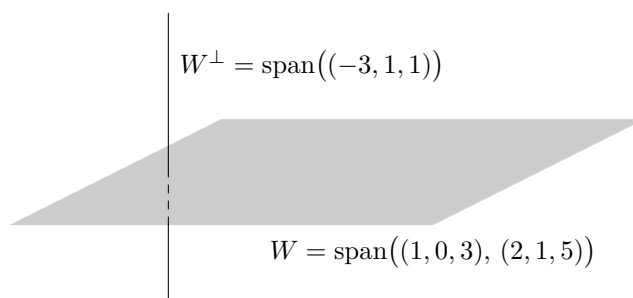 W⊥ = span((−3, 1, 1))
W = span((1, 0, 3), (2, 1, 5))